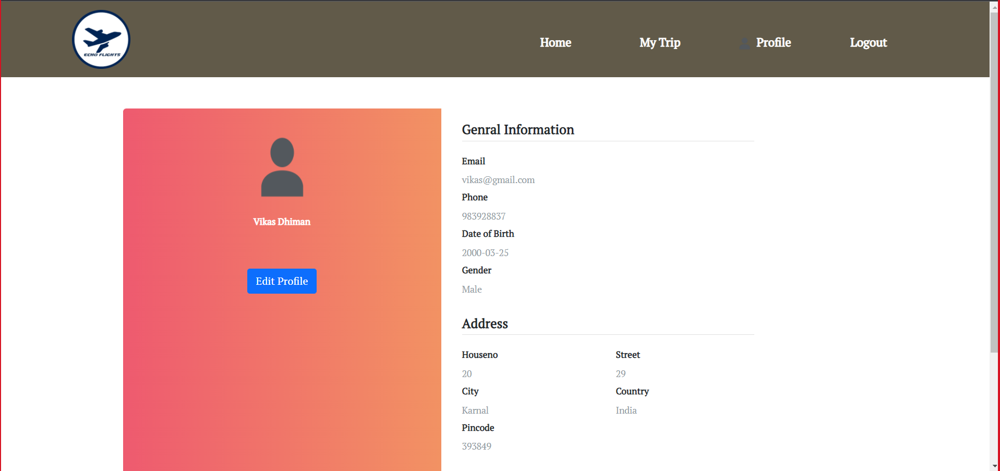 ECHO FLIGHTS
Home
My Trip
Profile
Logout
Vikas Dhiman
Edit Profile
Genral Information
Email
vikas@gmail.com
Phone
983928837
Date of Birth
2000-03-25
Gender
Male
Address
Houseno
Street
20
29
City
Country
Karnal
India
Pincode
393849